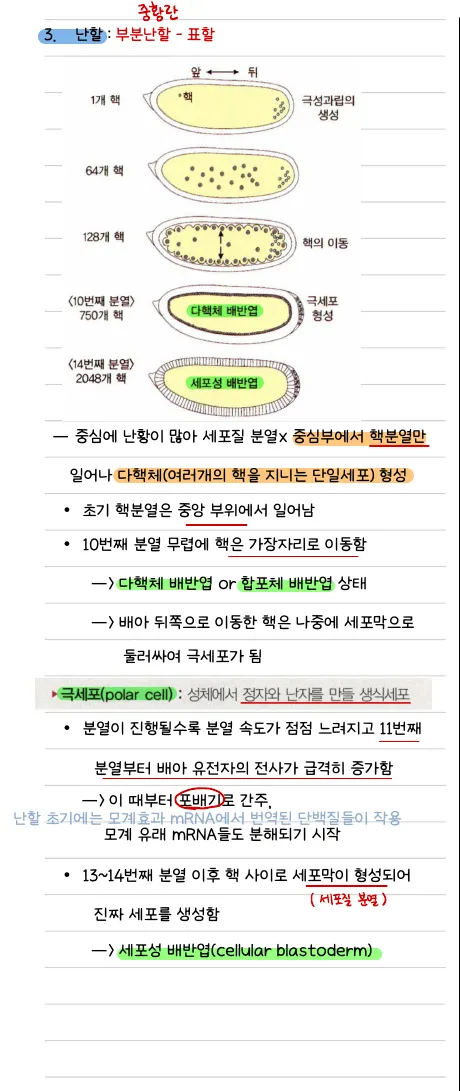 중황란
3. 난할 : 부분난할 - 표할
앞 ↔ 뒤
1개 핵
핵
극성과립의
생성
64개 핵
128개 핵
핵의 이동
〈10번째 분열〉
750개 핵
다핵체 배반엽
극세포
형성
〈14번째 분열〉
2048개 핵
세포성 배반엽
― 중심에 난황이 많아 세포질 분열x 중심부에서 핵분열만
일어나 다핵체(여러개의 핵을 지니는 단일세포) 형성
• 초기 핵분열은 중앙 부위에서 일어남
• 10번째 분열 무렵에 핵은 가장자리로 이동함
―> 다핵체 배반엽 or 합포체 배반엽 상태
―> 배아 뒤쪽으로 이동한 핵은 나중에 세포막으로
둘러싸여 극세포가 됨
▶극세포(polar cell) : 성체에서 정자와 난자를 만들 생식세포
• 분열이 진행될수록 분열 속도가 점점 느려지고 11번째
분열부터 배아 유전자의 전사가 급격히 증가함
―> 이 때부터 포배기로 간주.
난할 초기에는 모계효과 mRNA에서 번역된 단백질들이 작용
모계 유래 mRNA들도 분해되기 시작
• 13~14번째 분열 이후 핵 사이로 세포막이 형성되어
(세포질 분열)
진짜 세포를 생성함
―> 세포성 배반엽(cellular blastoderm)